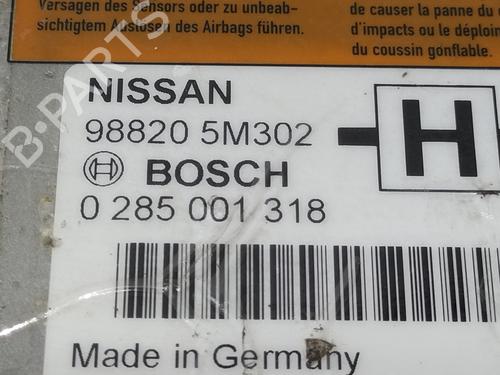 Versagen des Sensors oder zu unbeab-
sichtigtem Auslösen des Airbags führen.
de causer la panne du
d'impacts ou le déploie
du coussin gonflable.
NISSAN
98820 5M302
H
BOSCH
0 285 001 318
Made in Germany
B-PARTS